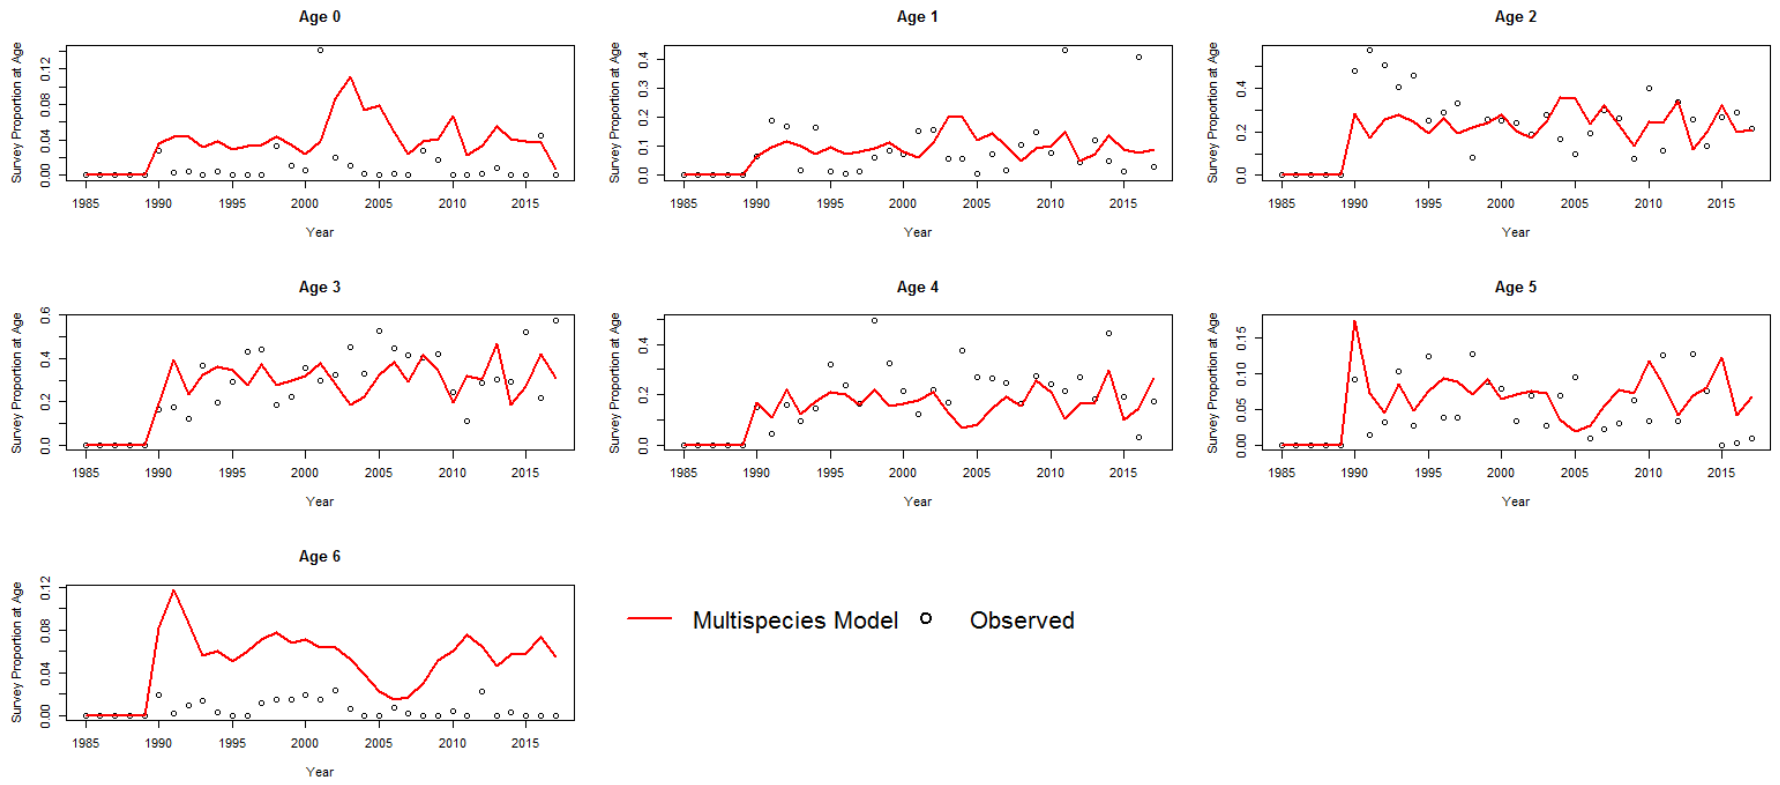 Age 0
Survey Proportion at Age
0.00 0.04 0.08 0.12
1985 1990 1995 2000 2005 2010 2015
Year
Age 1
Survey Proportion at Age
0.0 0.1 0.2 0.3 0.4
1985 1990 1995 2000 2005 2010 2015
Year
Age 2
Survey Proportion at Age
0.0 0.2 0.4
1985 1990 1995 2000 2005 2010 2015
Year
Age 3
Survey Proportion at Age
0.0 0.2 0.4 0.6
1985 1990 1995 2000 2005 2010 2015
Year
Age 4
Survey Proportion at Age
0.0 0.2 0.4
1985 1990 1995 2000 2005 2010 2015
Year
Age 5
Survey Proportion at Age
0.00 0.05 0.10 0.15
1985 1990 1995 2000 2005 2010 2015
Year
Age 6
Survey Proportion at Age
0.00 0.04 0.08 0.12
1985 1990 1995 2000 2005 2010 2015
Year
Multispecies Model Observed